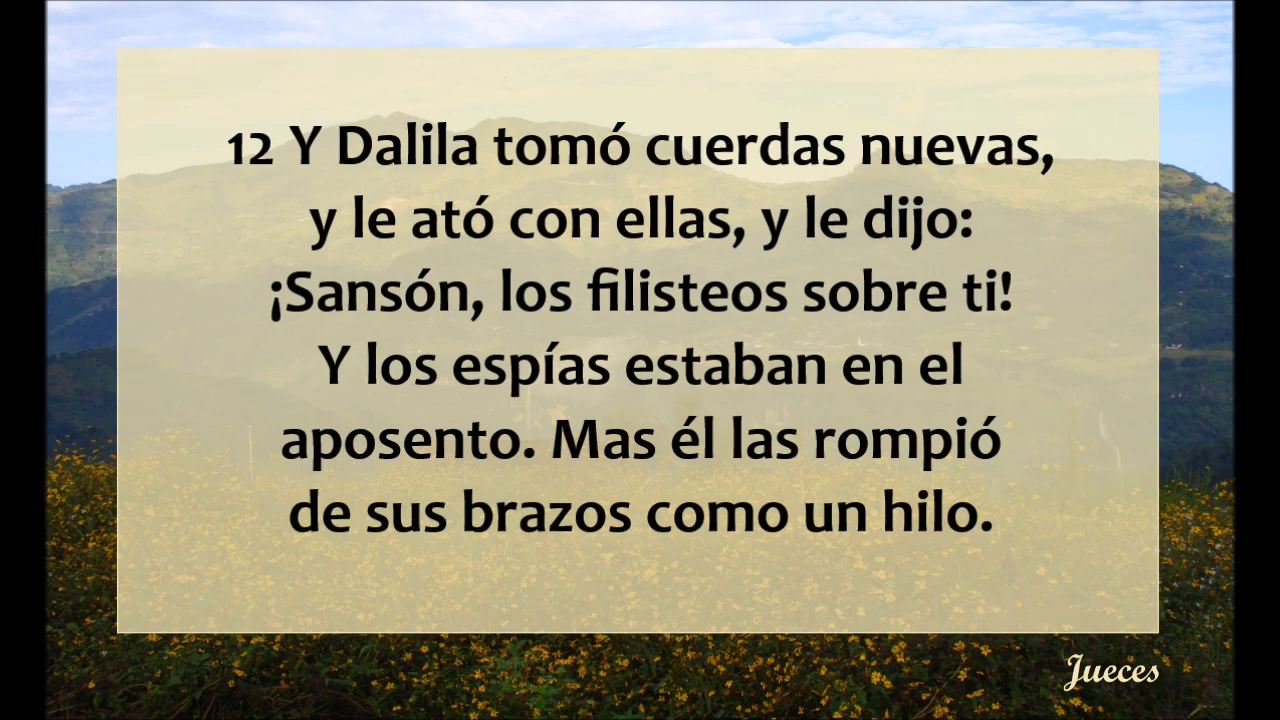 12 Y Dalila tomó cuerdas nuevas,
y le ató con ellas, y le dijo:
¡Sansón, los filisteos sobre ti!
Y los espías estaban en el
aposento. Mas él las rompió
de sus brazos como un hilo.
Jueces